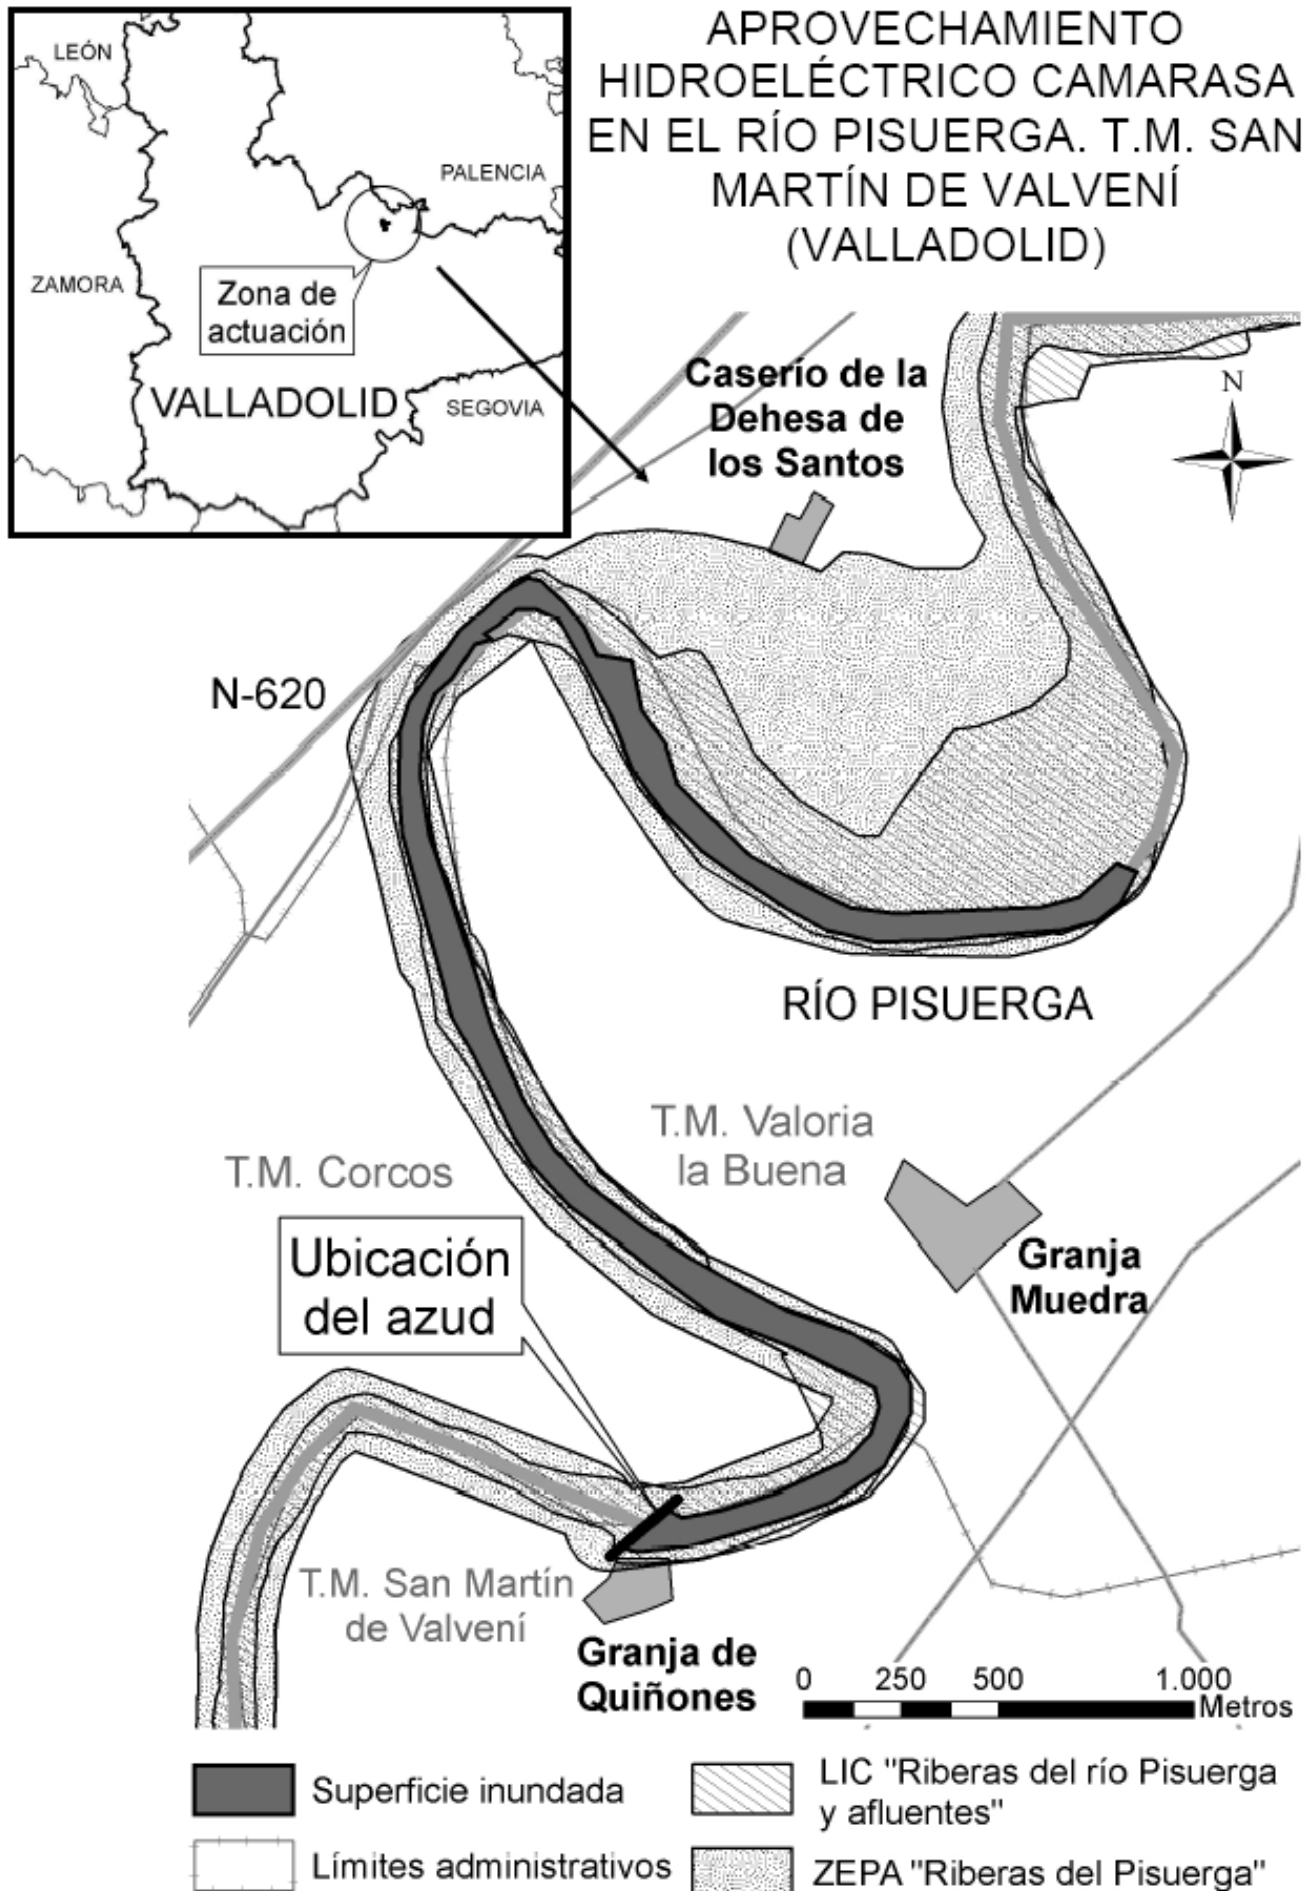 APROVECHAMIENTO
HIDROELÉCTRICO CAMARASA
EN EL RÍO PISUERGA. T.M. SAN
MARTÍN DE VALVENÍ
(VALLADOLID)
LEÓN
PALENCIA
ZAMORA
Zona de
actuación
VALLADOLID
SEGOVIA
Caserío de la
Dehesa de
los Santos
N
N-620
RÍO PISUERGA
T.M. Valoria
la Buena
T.M. Corcos
Ubicación
del azud
Granja
Muedra
T.M. San Martín
de Valvení
Granja de
Quiñones
0 250 500 1.000
Metros
Superficie inundada
LIC "Riberas del río Pisuerga
y afluentes"
Límites administrativos
ZEPA "Riberas del Pisuerga"